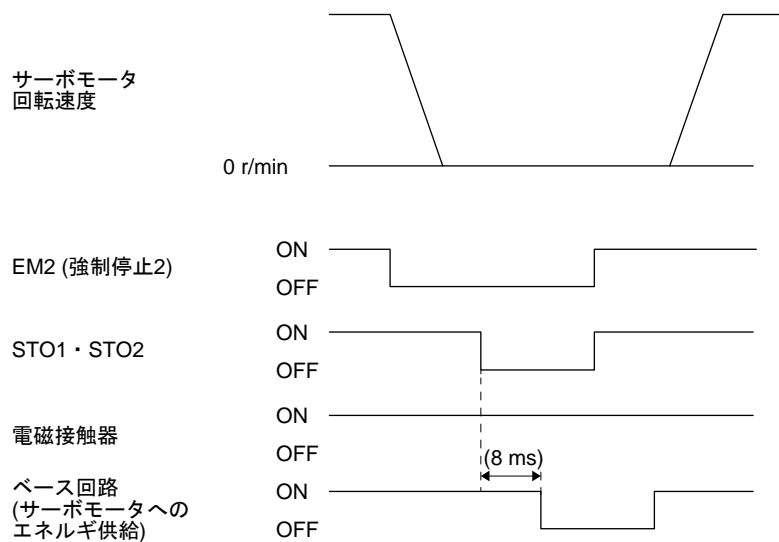 サーボモータ
回転速度
0 r/min
EM2 (強制停止2)
ON
OFF
STO1・STO2
ON
OFF
電磁接触器
ON
OFF
(8 ms)
ベース回路
(サーボモータへの
エネルギ供給)
ON
OFF